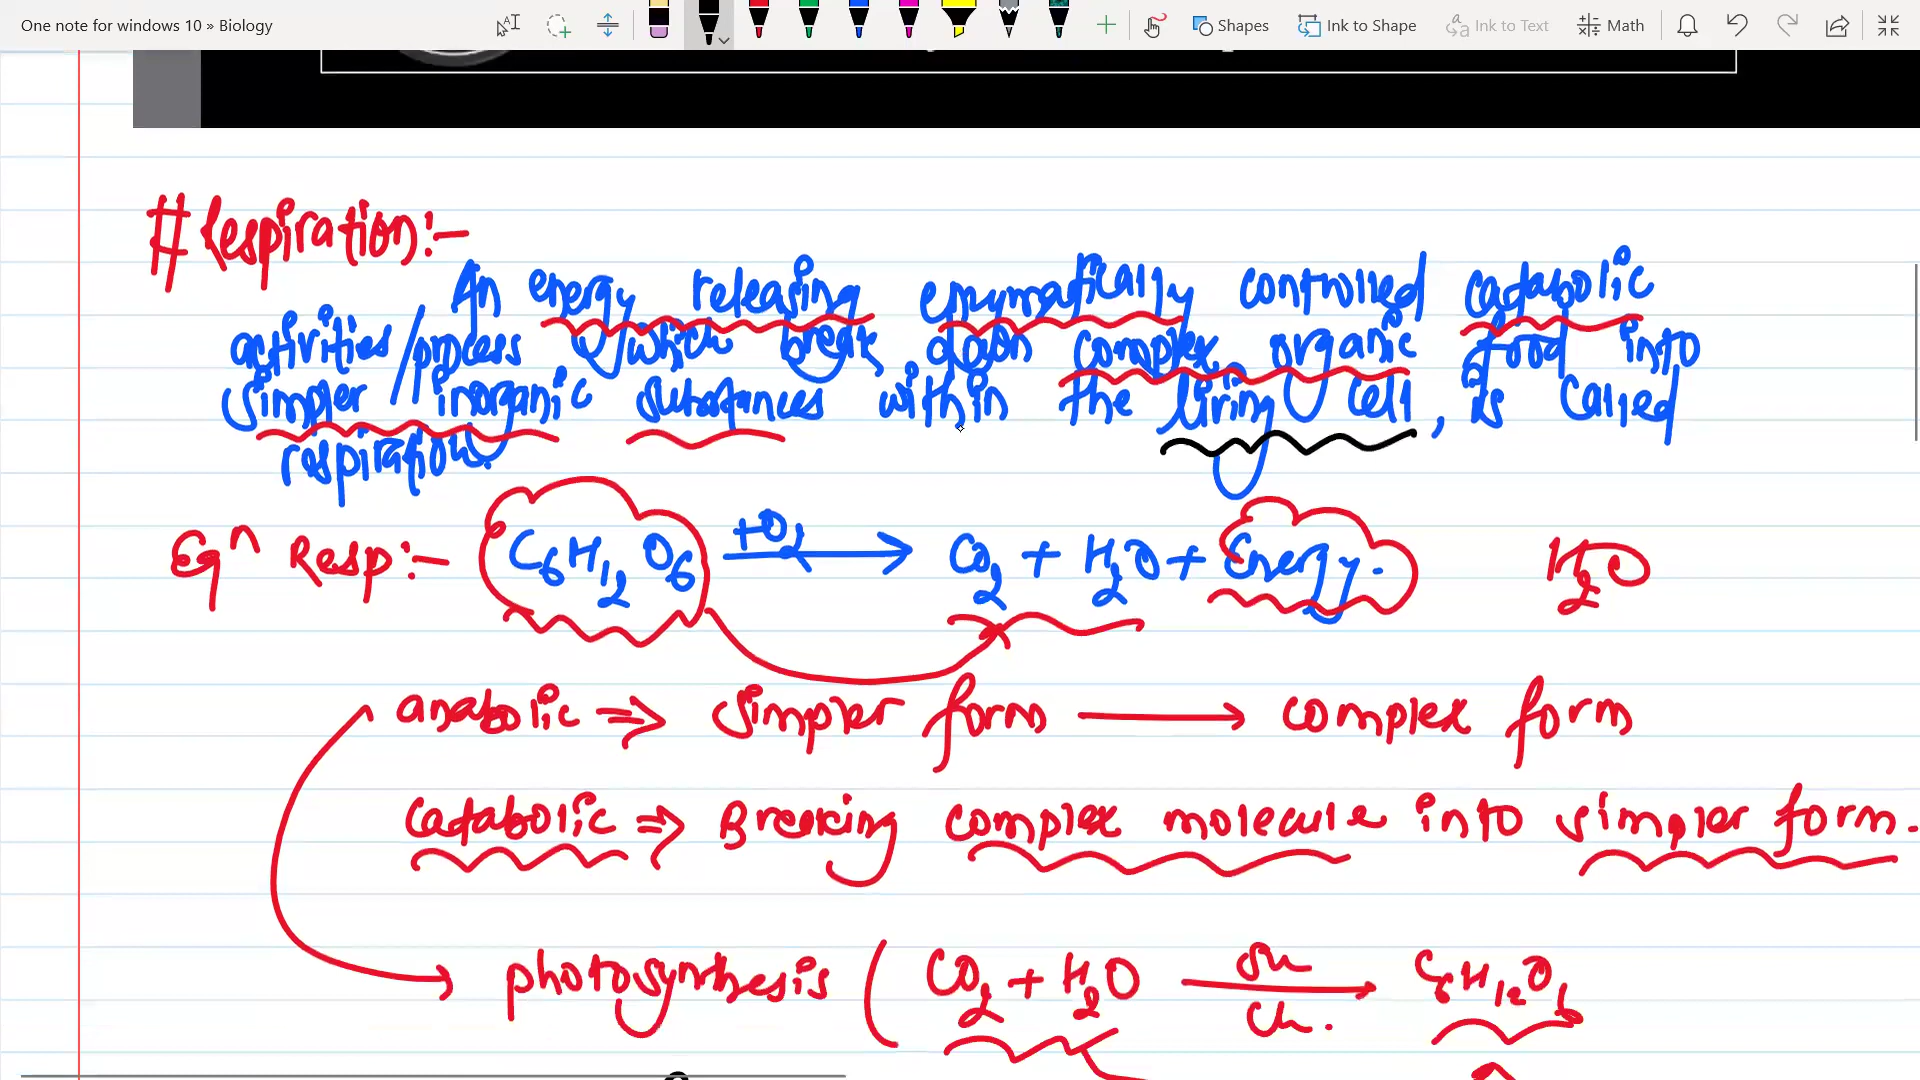 One note for windows 10 » Biology
Shapes Ink to Shape Ink to Text Math
# Respiration:-
An energy releasing enzymatically controlled catabolic
activities/process which break down complex organic food into
simpler/inorganic substances within the living cell, is called
respiration.
Eqn Resp:- C6H12O6 +O2 → CO2 + H2O + Energy. H2O
anabolic ⇒ simpler form → complex form
catabolic ⇒ Breaking complex molecule into simpler form.
photosynthesis ( CO2 + H2O → C6H12O6